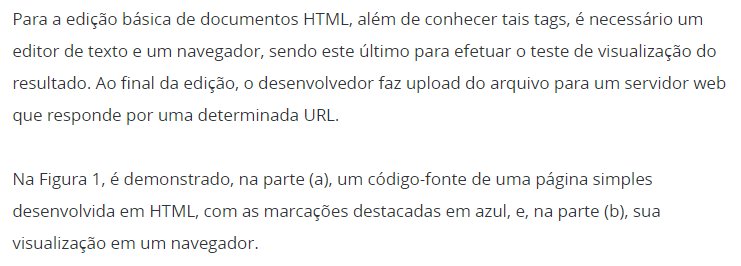 Para a edição básica de documentos HTML, além de conhecer tais tags, é necessário um
editor de texto e um navegador, sendo este último para efetuar o teste de visualização do
resultado. Ao final da edição, o desenvolvedor faz upload do arquivo para um servidor web
que responde por uma determinada URL.
Na Figura 1, é demonstrado, na parte (a), um código-fonte de uma página simples
desenvolvida em HTML, com as marcações destacadas em azul, e, na parte (b), sua
visualização em um navegador.